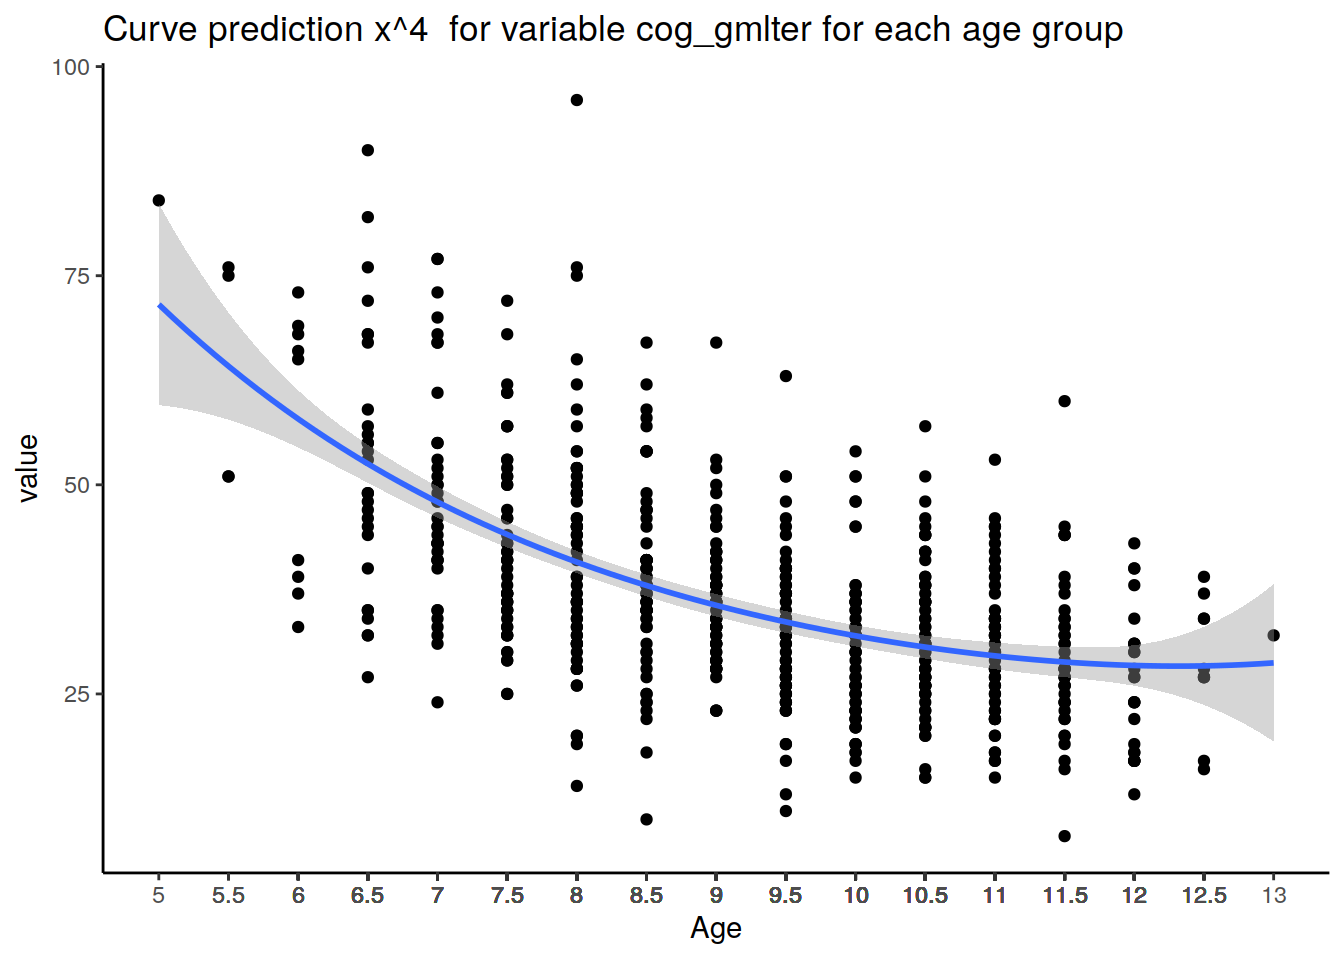 Curve prediction x^4  for variable cog_gmlter for each age group
100
75
50
25
value
5 5.5 6 6.5 7 7.5 8 8.5 9 9.5 10 10.5 11 11.5 12 12.5 13
Age